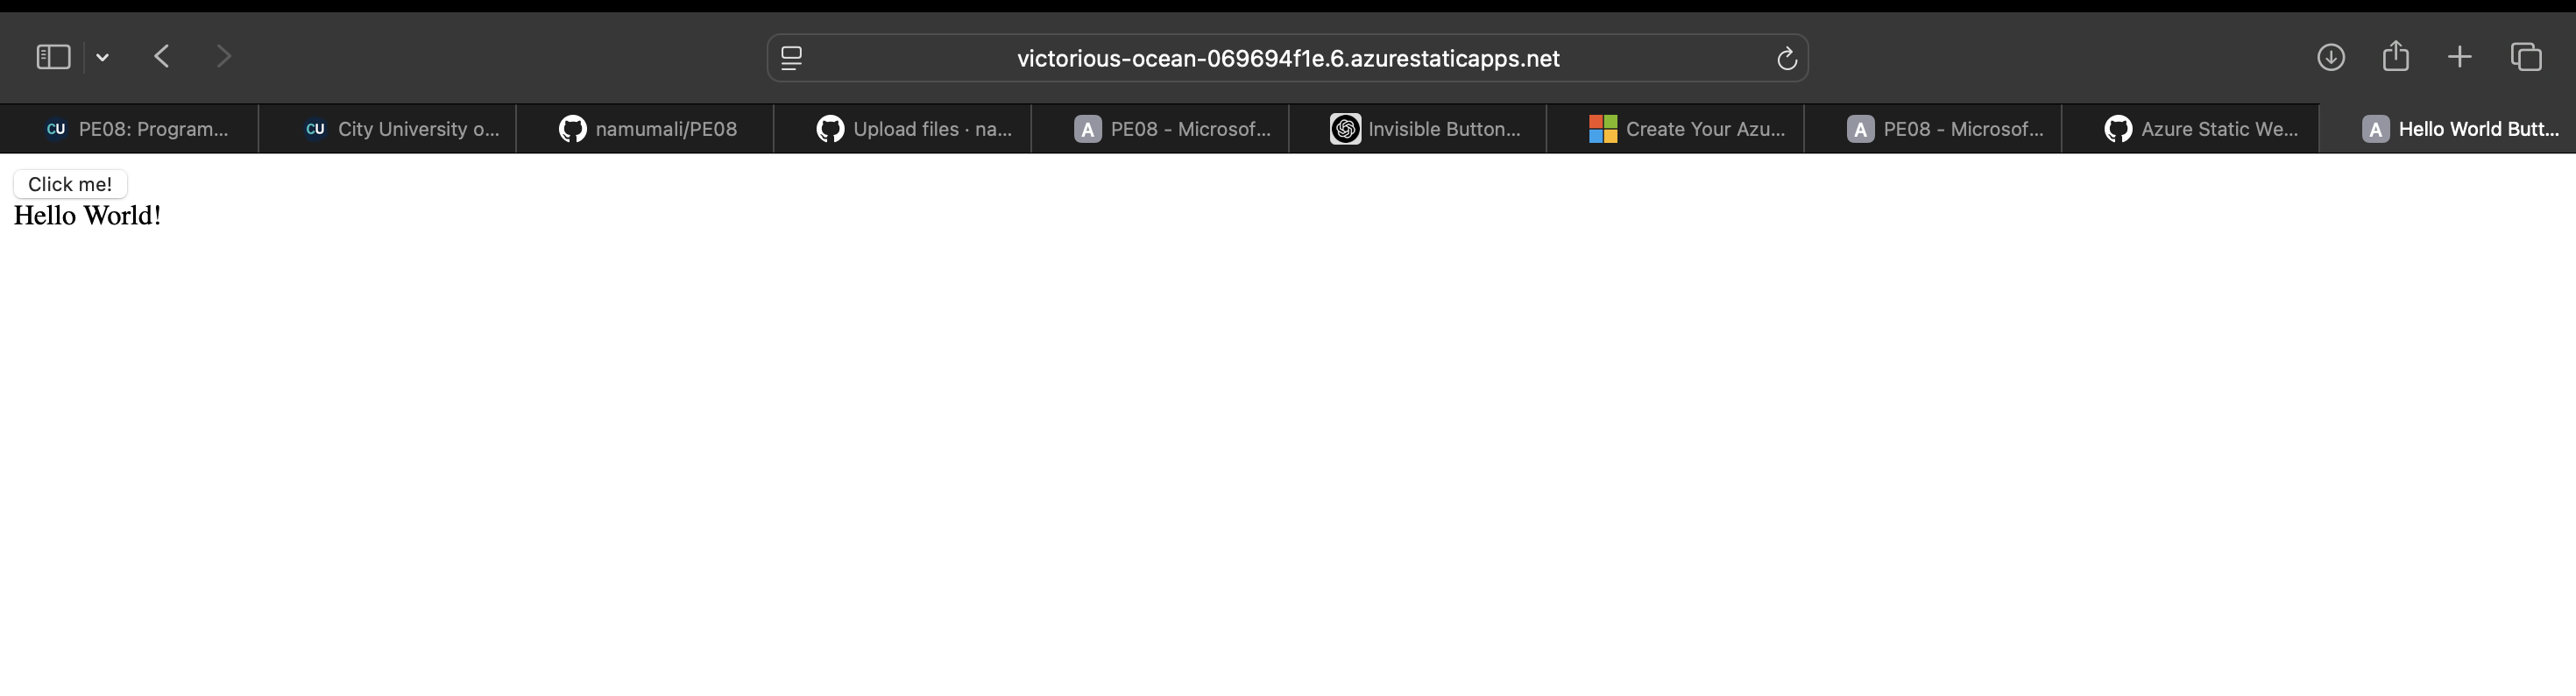 victorious-ocean-069694f1e.6.azurestaticapps.net
CU PE08: Program...
CU City University o...
namumali/PE08
Upload files · na...
A PE08 - Microsof...
Invisible Button...
Create Your Azu...
A PE08 - Microsof...
Azure Static We...
A Hello World Butt...
Click me!
Hello World!